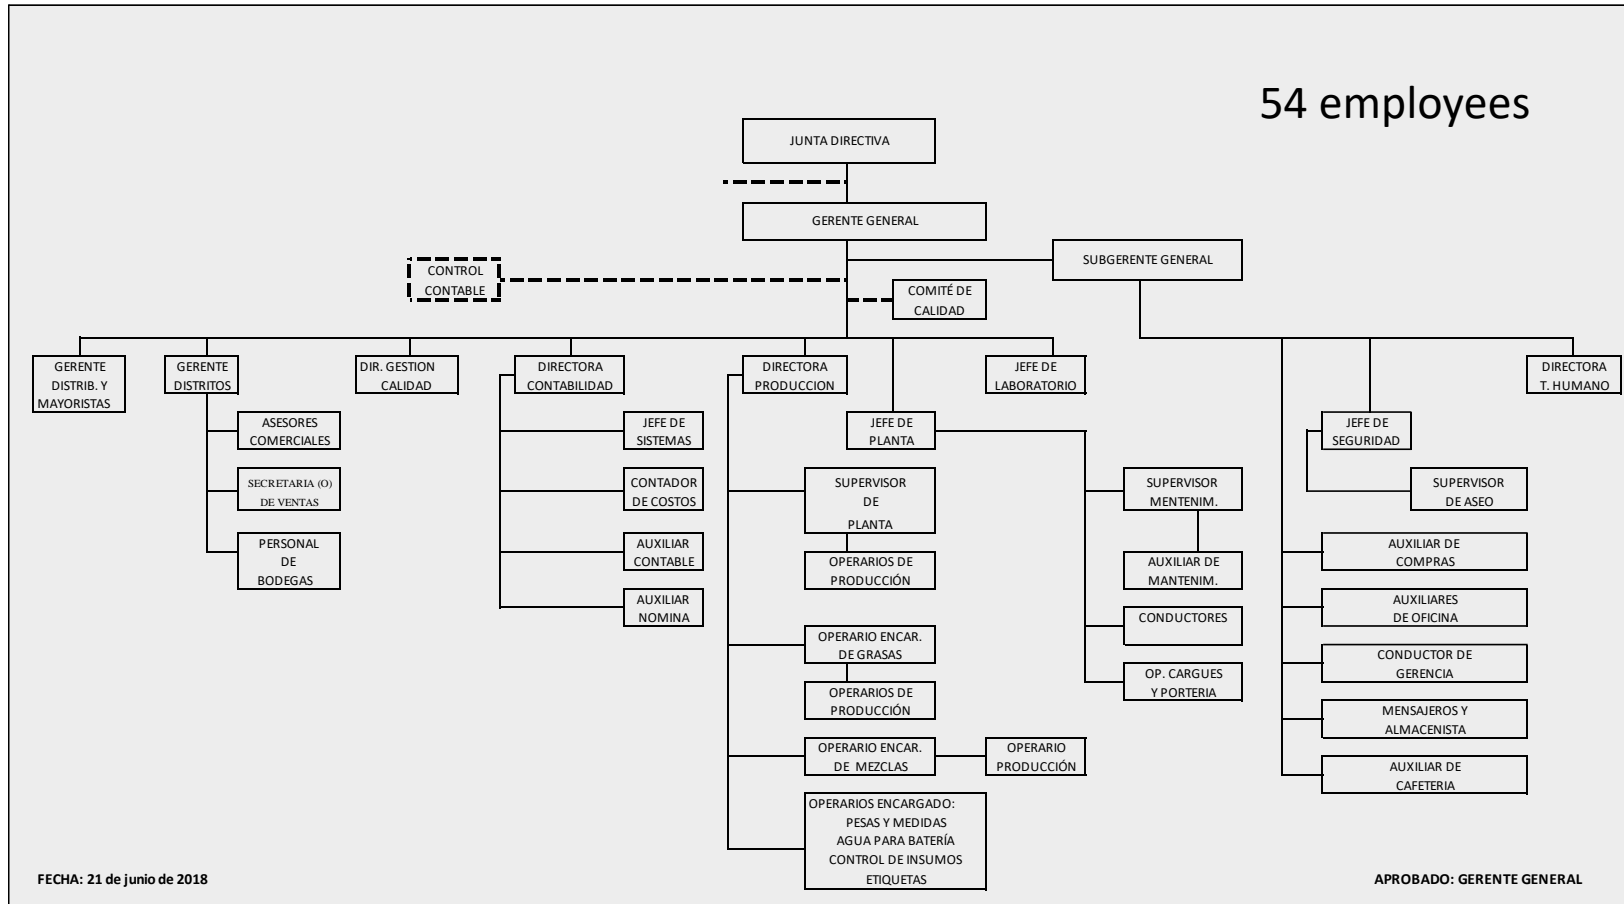 54 employees
JUNTA DIRECTIVA
GERENTE GENERAL
SUBGERENTE GENERAL
CONTROL
CONTABLE
COMITÉ DE
CALIDAD
GERENTE
DISTRIB. Y
MAYORISTAS
GERENTE
DISTRITOS
DIR. GESTION
CALIDAD
DIRECTORA
CONTABILIDAD
DIRECTORA
PRODUCCION
JEFE DE
LABORATORIO
DIRECTORA
T. HUMANO
ASESORES
COMERCIALES
JEFE DE
SISTEMAS
JEFE DE
PLANTA
JEFE DE
SEGURIDAD
SECRETARIA (O)
DE VENTAS
CONTADOR
DE COSTOS
SUPERVISOR
DE
PLANTA
SUPERVISOR
MENTENIM.
SUPERVISOR
DE ASEO
PERSONAL
DE
BODEGAS
AUXILIAR
CONTABLE
OPERARIOS DE
PRODUCCIÓN
AUXILIAR DE
MANTENIM.
AUXILIAR DE
COMPRAS
AUXILIAR
NOMINA
CONDUCTORES
AUXILIARES
DE OFICINA
OPERARIO ENCAR.
DE GRASAS
OP. CARGUES
Y PORTERIA
CONDUCTOR DE
GERENCIA
OPERARIOS DE
PRODUCCIÓN
MENSAJEROS Y
ALMACENISTA
OPERARIO ENCAR.
DE MEZCLAS
OPERARIO
PRODUCCIÓN
AUXILIAR DE
CAFETERIA
OPERARIOS ENCARGADO:
PESAS Y MEDIDAS
AGUA PARA BATERÍA
CONTROL DE INSUMOS
ETIQUETAS
FECHA: 21 de junio de 2018
APROBADO: GERENTE GENERAL